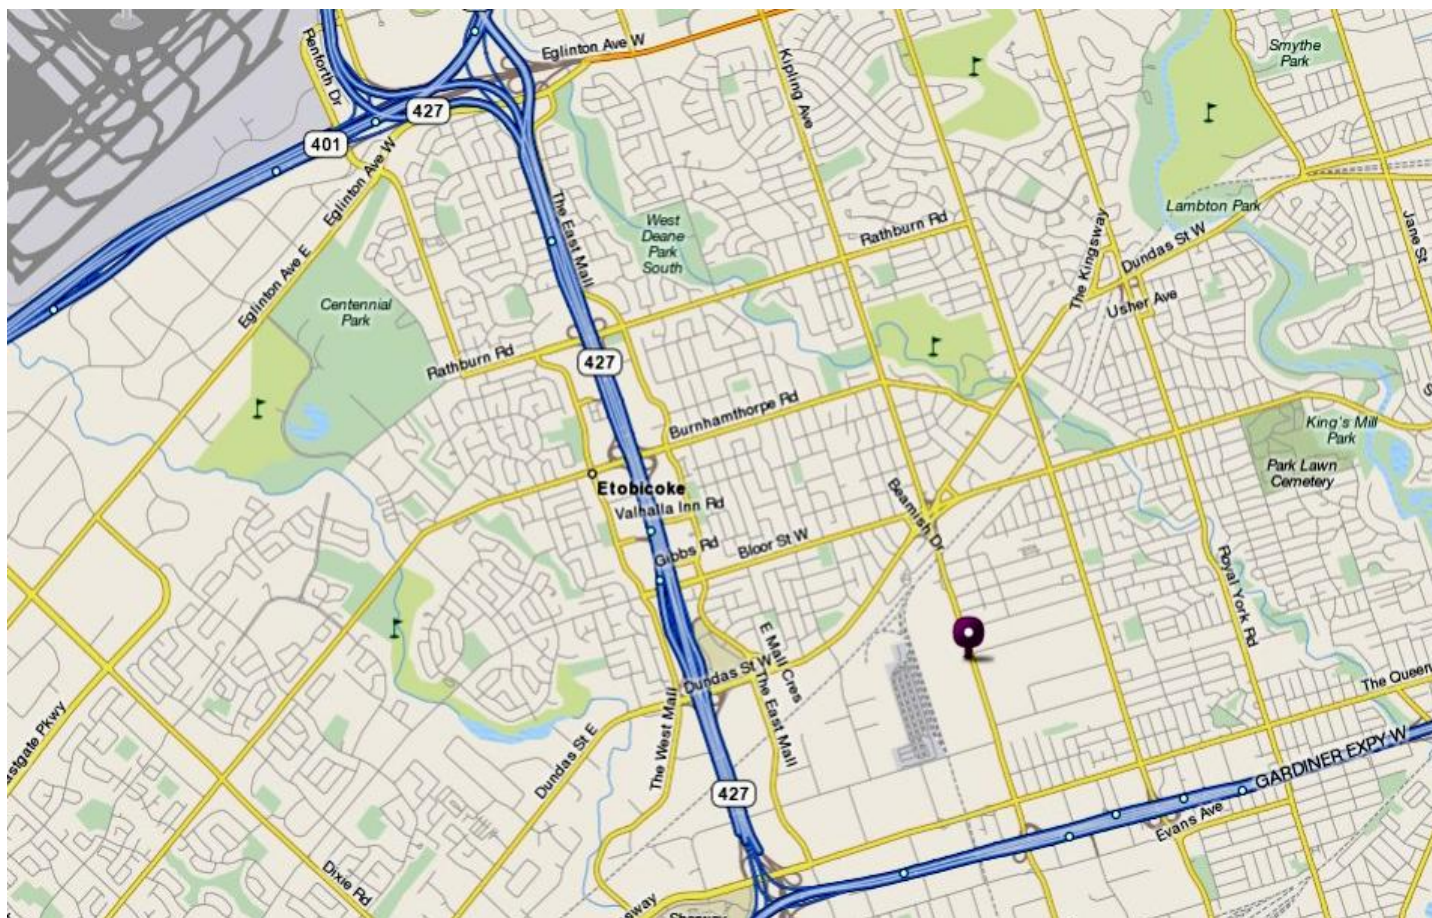 Renforth Dr
Eglinton Ave W
Kipling Ave
Smythe
Park
427
401
Eglinton Ave W
The East Mall
West
Deane
Park
South
Rathburn Rd
The Kingsway
Lambton Park
Dundas St W
Jane St
Eglinton Ave E
Centennial
Park
Usher Ave
Rathburn Rd
427
Burnhamthorpe Rd
King's Mill
Park
Park Lawn
Cemetery
Etobicoke
Valhalla Inn Rd
Beamish Dr
Gibbs Rd
Bloor St W
Royal York Rd
E Mall Cres
Dundas St W
The East Mall
The West Mall
The Queen
Dundas St E
astgate Pkwy
427
GARDINER EXPY W
Evans Ave
Dixie Rd
sway